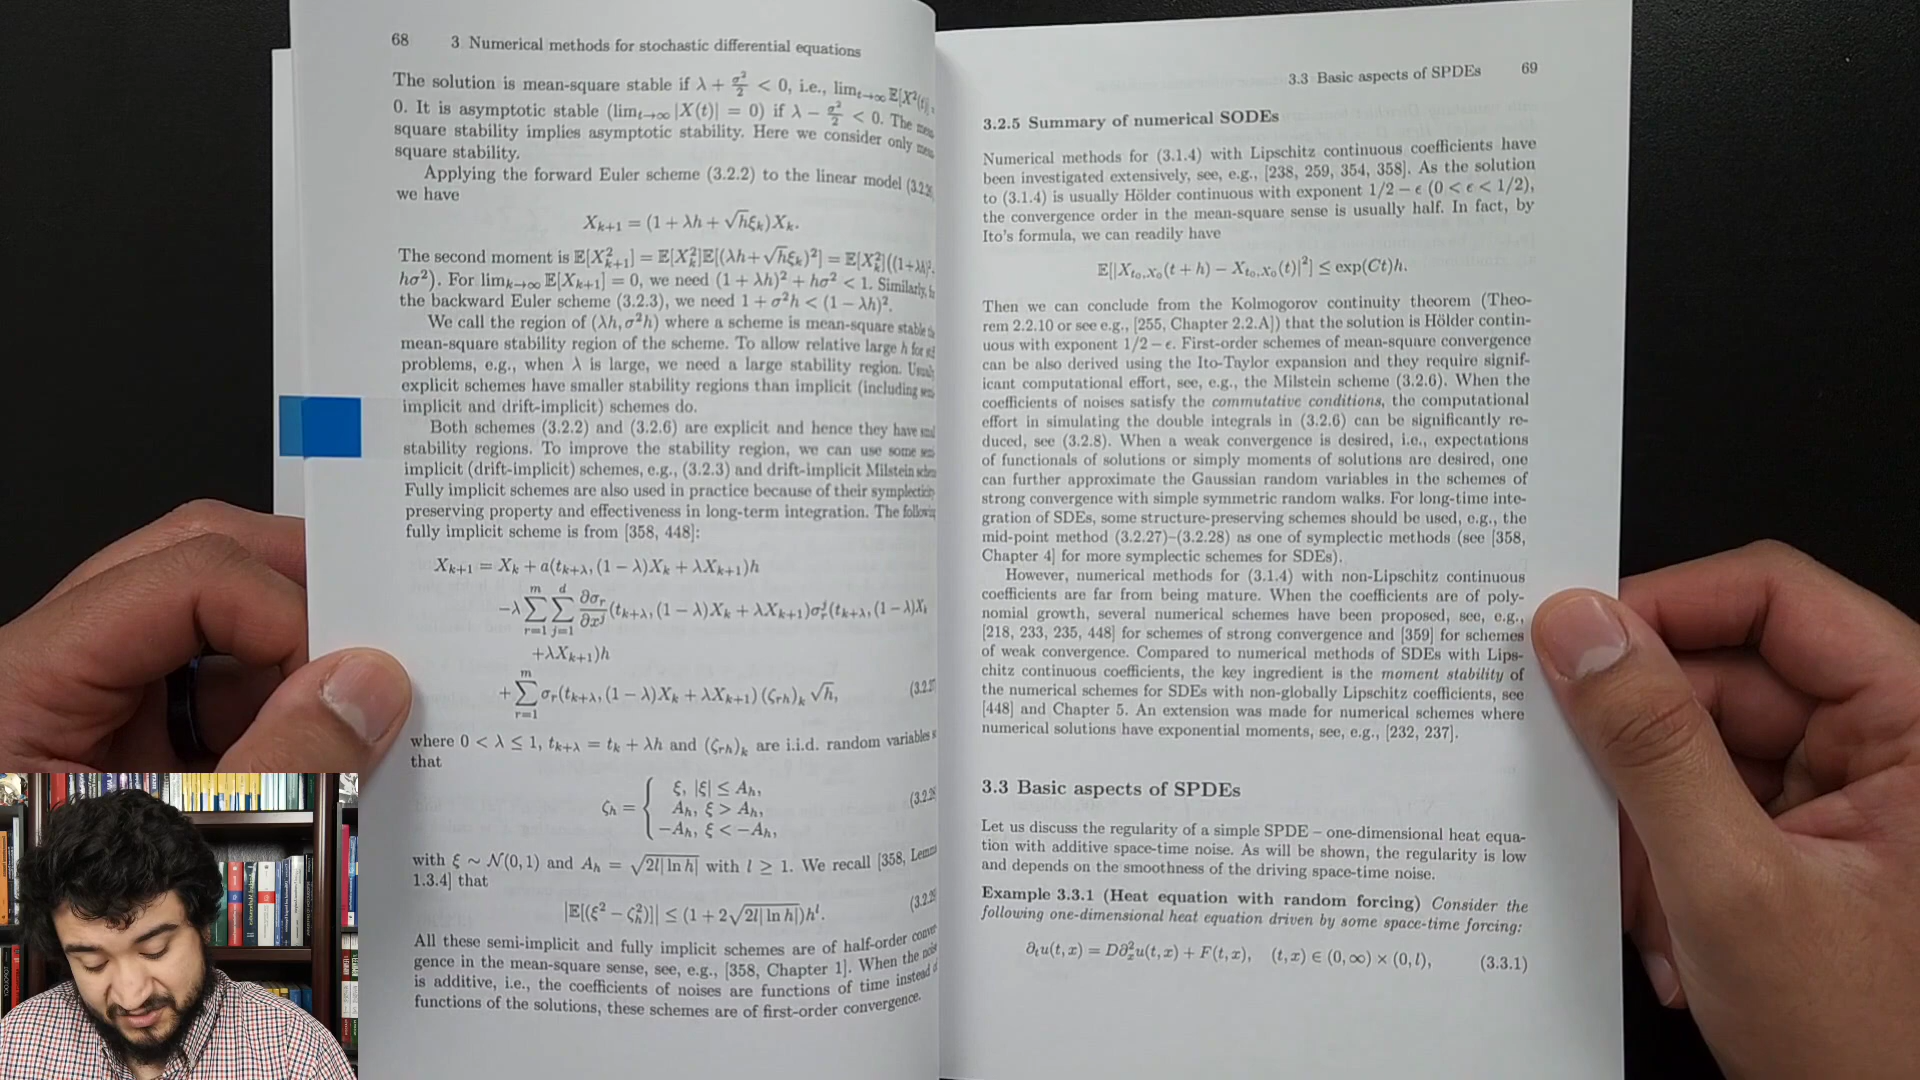 68 3 Numerical methods for stochastic differential equations
The solution is mean-square stable if λ + σ²/2 < 0, i.e., lim_{t→∞} 𝔼[X²(t)] =
0. It is asymptotic stable (lim_{t→∞} |X(t)| = 0) if λ − σ²/2 < 0. The
square stability implies asymptotic stability. Here we consider only
square stability.
Applying the forward Euler scheme (3.2.2) to the linear model
we have
X_{k+1} = (1 + λh + √hξ_k)X_k.
The second moment is 𝔼[X²_{k+1}] = 𝔼[X²_k]𝔼[(λh+√hξ_k)²] = 𝔼[X²_k]((1+λh)²
hσ²). For lim_{k→∞} 𝔼[X_{k+1}] = 0, we need (1 + λh)² + hσ² < 1. Similarly,
the backward Euler scheme (3.2.3), we need 1 + σ²h < (1 − λh)².
We call the region of (λh, σ²h) where a scheme is mean-square stable
mean-square stability region of the scheme. To allow relative large h for
problems, e.g., when λ is large, we need a large stability region.
explicit schemes have smaller stability regions than implicit (including
implicit and drift-implicit) schemes do.
Both schemes (3.2.2) and (3.2.6) are explicit and hence they have
stability regions. To improve the stability region, we can use some
implicit (drift-implicit) schemes, e.g., (3.2.3) and drift-implicit Milstein
Fully implicit schemes are also used in practice because of their
preserving property and effectiveness in long-term integration. The
fully implicit scheme is from [358, 448]:
X_{k+1} = X_k + a(t_{k+λ}, (1 − λ)X_k + λX_{k+1})h
−λ ∑_{r=1}^{m} ∑_{j=1}^{d} ∂σ_r/∂x^j (t_{k+λ}, (1 − λ)X_k + λX_{k+1})σ_r^j(t_{k+λ}, (1 − λ)X_k
+λX_{k+1})h
+ ∑_{r=1}^{m} σ_r(t_{k+λ}, (1 − λ)X_k + λX_{k+1}) (ζ_{rh})_k √h,
where 0 < λ ≤ 1, t_{k+λ} = t_k + λh and (ζ_{rh})_k are i.i.d. random variables
that
ζ_h = { ξ, |ξ| ≤ A_h,
A_h, ξ > A_h,
−A_h, ξ < −A_h,
with ξ ∼ 𝒩(0, 1) and A_h = √(2l| ln h|) with l ≥ 1. We recall [358,
1.3.4] that
|𝔼[(ξ² − ζ_h²)]| ≤ (1 + 2√(2l| ln h|))h^l.
All these semi-implicit and fully implicit schemes are of half-order
gence in the mean-square sense, see, e.g., [358, Chapter 1]. When the
is additive, i.e., the coefficients of noises are functions of time instead
functions of the solutions, these schemes are of first-order convergence.
3.3 Basic aspects of SPDEs 69
3.2.5 Summary of numerical SODEs
Numerical methods for (3.1.4) with Lipschitz continuous coefficients have
been investigated extensively, see, e.g., [238, 259, 354, 358]. As the solution
to (3.1.4) is usually Hölder continuous with exponent 1/2 − ϵ (0 < ϵ < 1/2),
the convergence order in the mean-square sense is usually half. In fact, by
Ito's formula, we can readily have
𝔼[|X_{t₀,X₀}(t + h) − X_{t₀,X₀}(t)|²] ≤ exp(Ct)h.
Then we can conclude from the Kolmogorov continuity theorem (Theo-
rem 2.2.10 or see e.g., [255, Chapter 2.2.A]) that the solution is Hölder contin-
uous with exponent 1/2 − ϵ. First-order schemes of mean-square convergence
can be also derived using the Ito-Taylor expansion and they require signif-
icant computational effort, see, e.g., the Milstein scheme (3.2.6). When the
coefficients of noises satisfy the commutative conditions, the computational
effort in simulating the double integrals in (3.2.6) can be significantly re-
duced, see (3.2.8). When a weak convergence is desired, i.e., expectations
of functionals of solutions or simply moments of solutions are desired, one
can further approximate the Gaussian random variables in the schemes of
strong convergence with simple symmetric random walks. For long-time inte-
gration of SDEs, some structure-preserving schemes should be used, e.g., the
mid-point method (3.2.27)–(3.2.28) as one of symplectic methods (see [358,
Chapter 4] for more symplectic schemes for SDEs).
However, numerical methods for (3.1.4) with non-Lipschitz continuous
coefficients are far from being mature. When the coefficients are of poly-
nomial growth, several numerical schemes have been proposed, see, e.g.,
[218, 233, 235, 448] for schemes of strong convergence and [359] for schemes
of weak convergence. Compared to numerical methods of SDEs with Lips-
chitz continuous coefficients, the key ingredient is the moment stability of
the numerical schemes for SDEs with non-globally Lipschitz coefficients, see
[448] and Chapter 5. An extension was made for numerical schemes where
numerical solutions have exponential moments, see, e.g., [232, 237].
3.3 Basic aspects of SPDEs
Let us discuss the regularity of a simple SPDE – one-dimensional heat equa-
tion with additive space-time noise. As will be shown, the regularity is low
and depends on the smoothness of the driving space-time noise.
Example 3.3.1 (Heat equation with random forcing) Consider the
following one-dimensional heat equation driven by some space-time forcing:
∂_t u(t, x) = D∂²_x u(t, x) + F(t, x), (t, x) ∈ (0, ∞) × (0, l), (3.3.1)